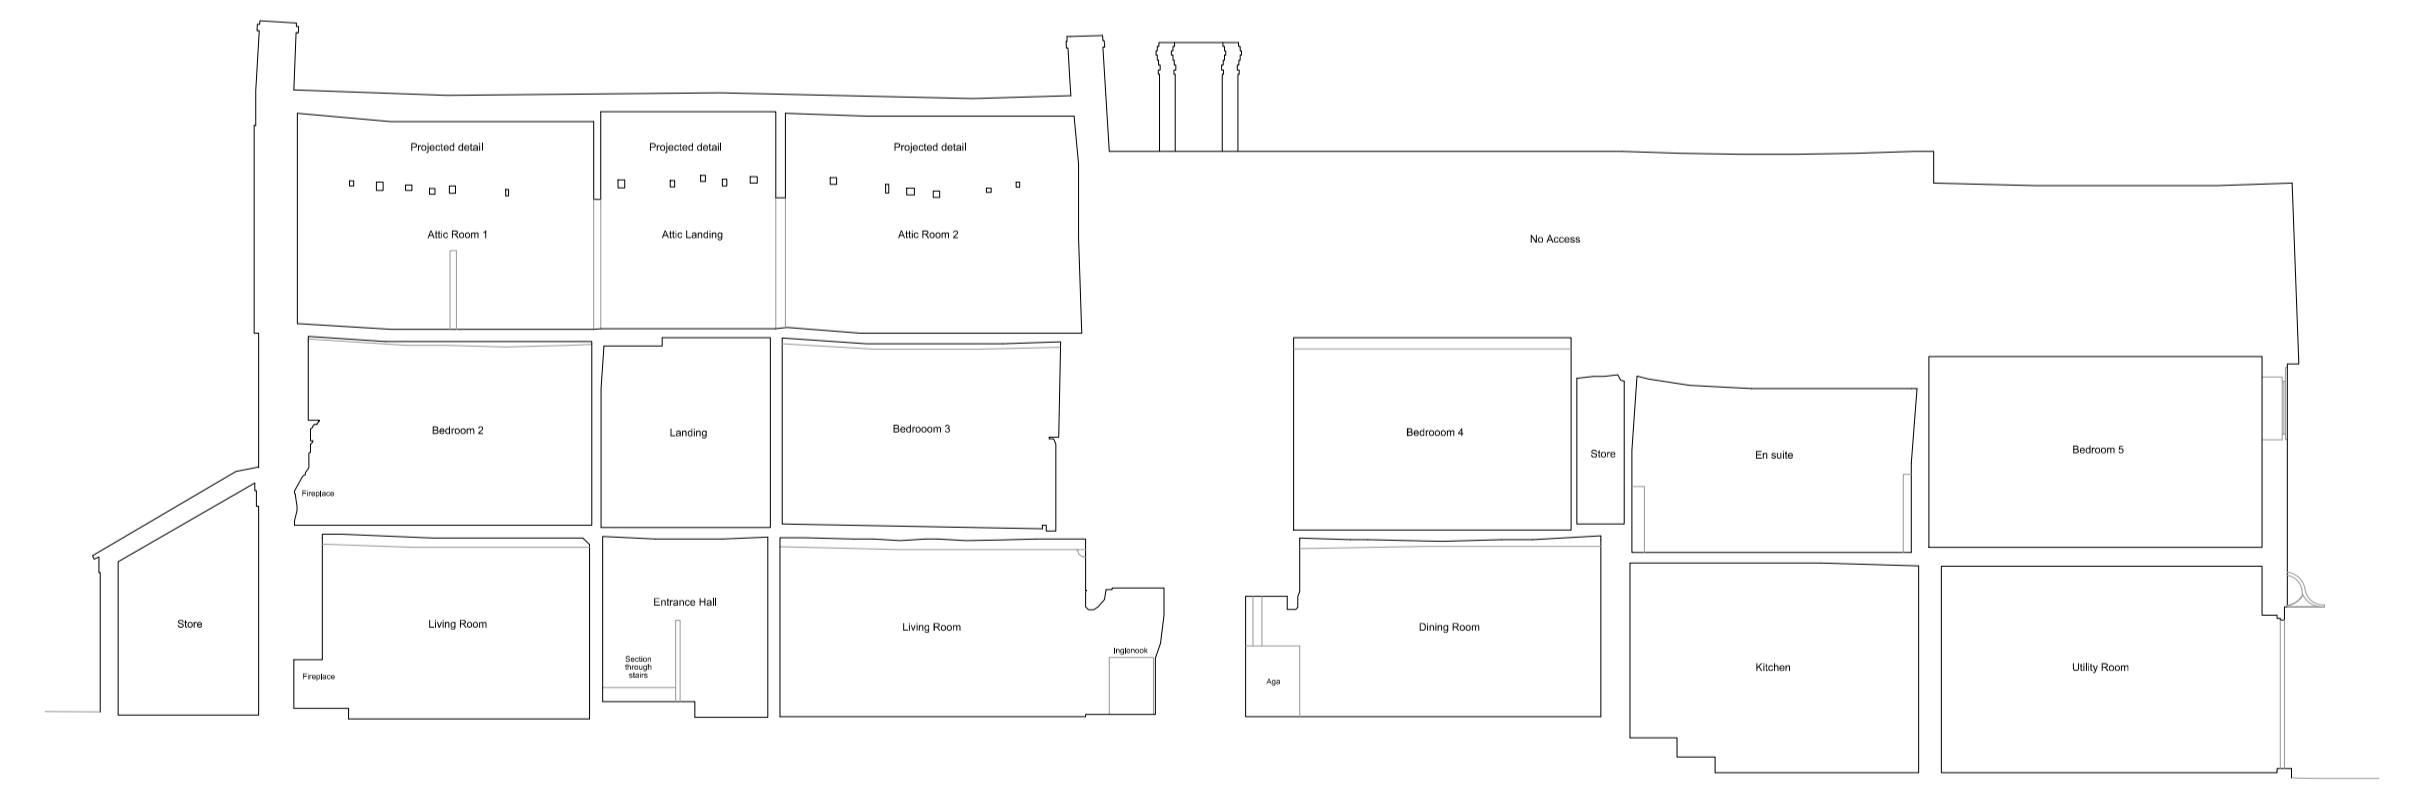 Projected detail
Projected detail
Projected detail
Attic Room 1
Attic Landing
Attic Room 2
No Access
Bedroom 2
Landing
Bedrooom 3
Bedrooom 4
Store
En suite
Bedroom 5
Fireplace
Store
Living Room
Entrance Hall
Living Room
Dining Room
Section
through
stairs
Inglenook
Fireplace
Aga
Kitchen
Utility Room